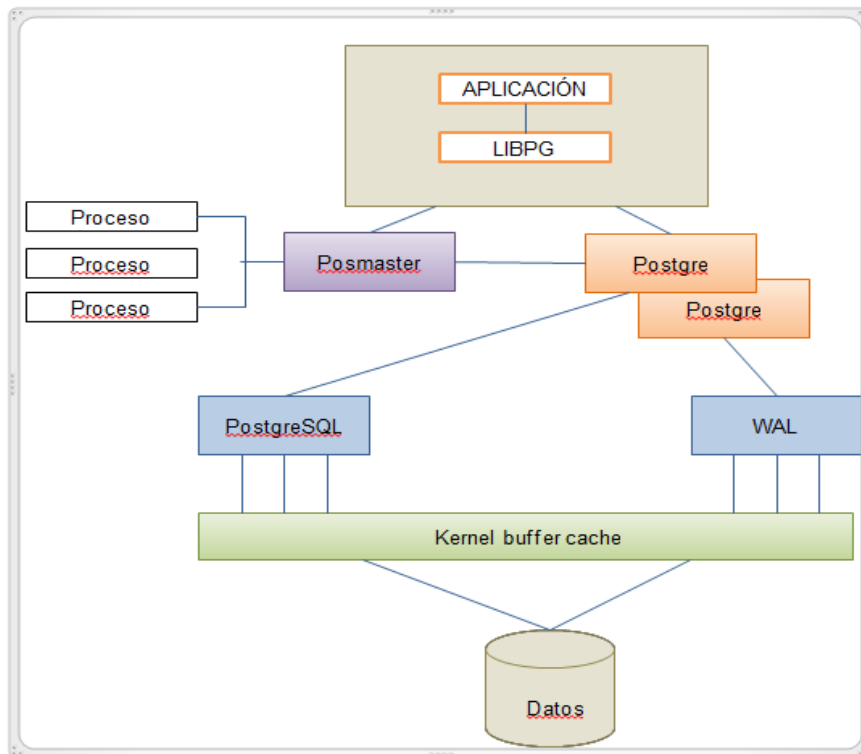 APLICACIÓN
LIBPG
Proceso
Proceso
Proceso
Posmaster
Postgre
Postgre
PostgreSQL
WAL
Kernel buffer cache
Datos